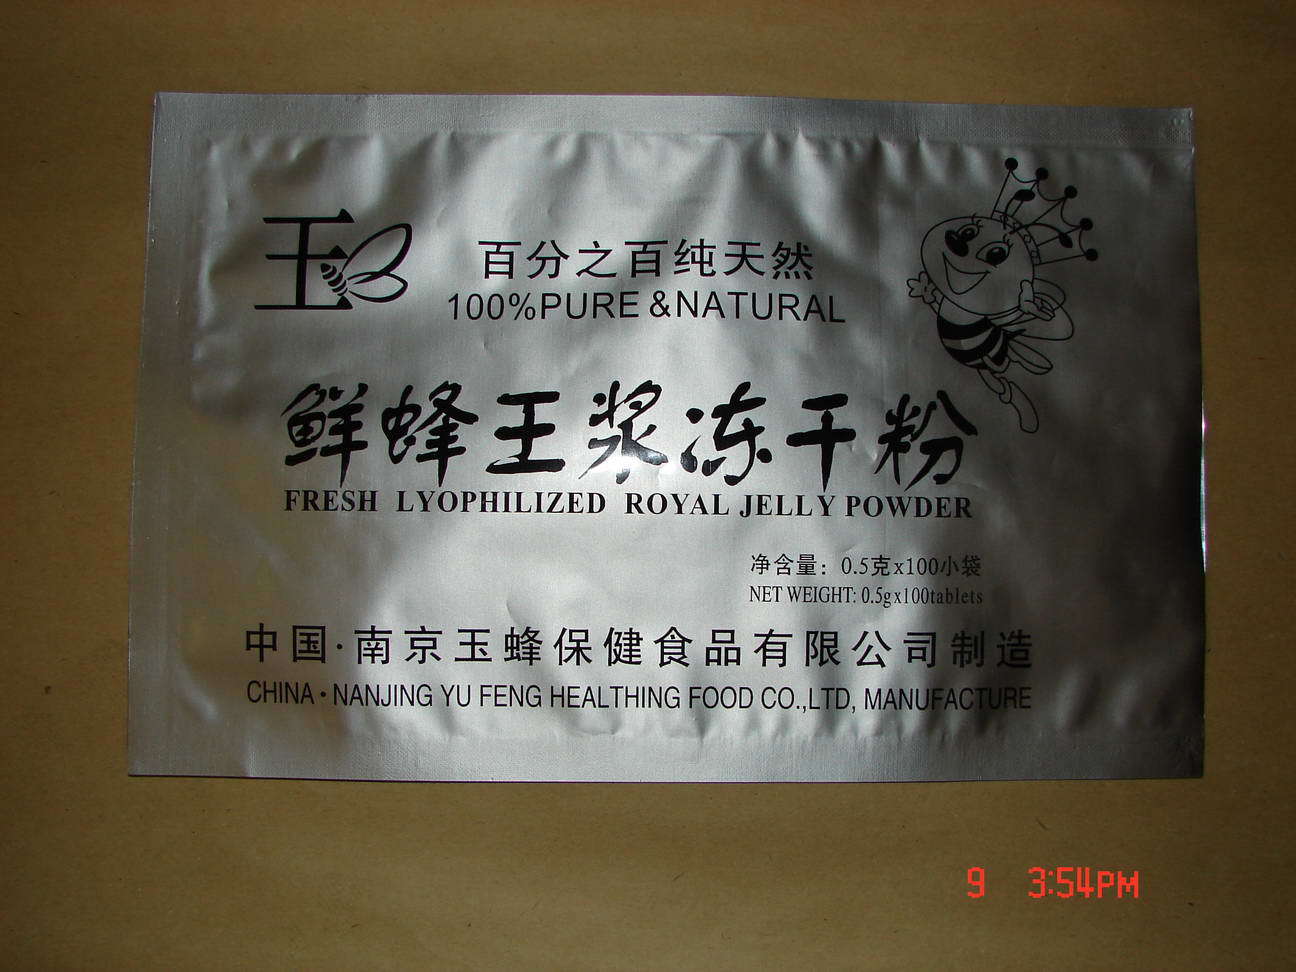 玉
百分之百纯天然
100%PURE &NATURAL
鲜蜂王浆冻干粉
FRESH LYOPHILIZED ROYAL JELLY POWDER
净含量：0.5克x100小袋
NET WEIGHT: 0.5gx100tablets
中国·南京玉蜂保健食品有限公司制造
CHINA·NANJING YU FENG HEALTHING FOOD CO.,LTD, MANUFACTURE
9 3:54PM